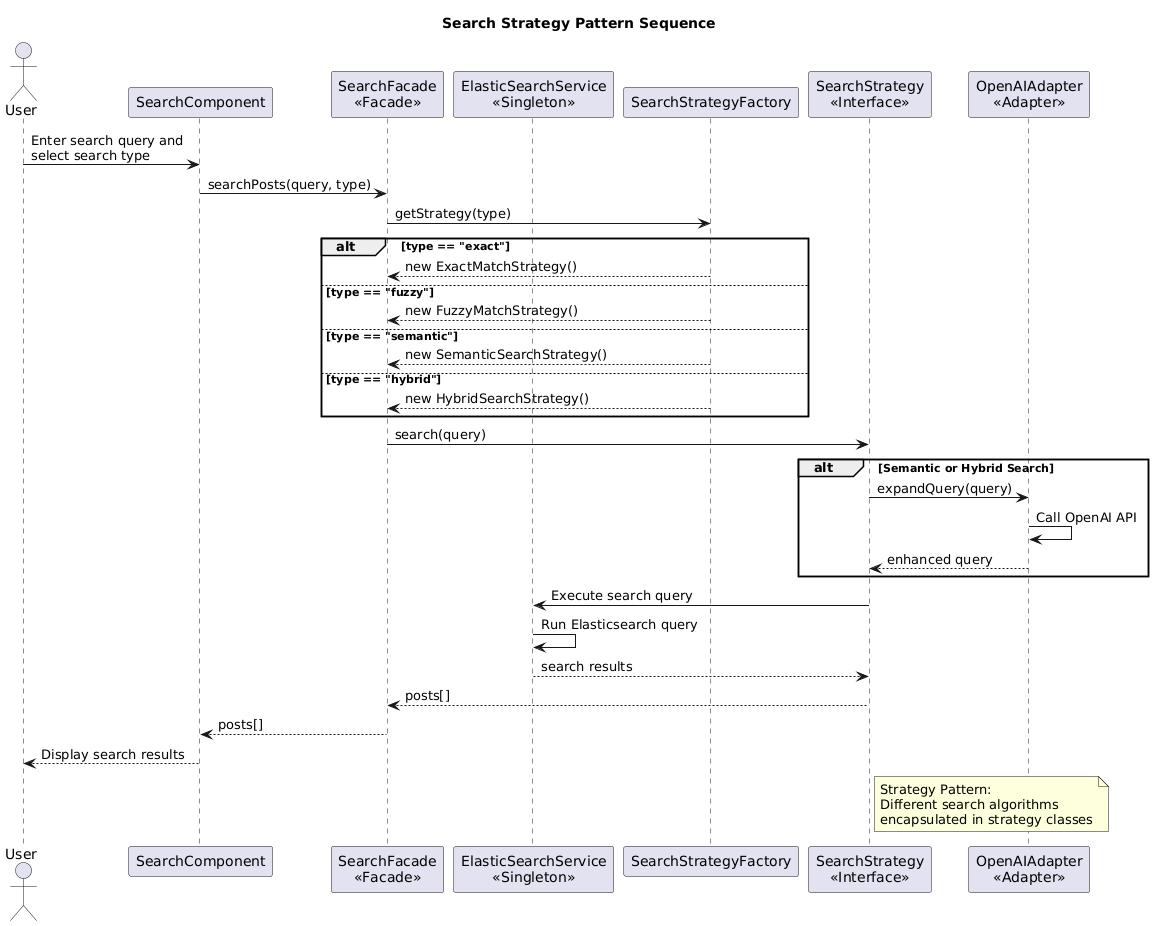 Search Strategy Pattern Sequence
User
SearchComponent
SearchFacade
«Facade»
ElasticSearchService
«Singleton»
SearchStrategyFactory
SearchStrategy
«Interface»
OpenAIAdapter
«Adapter»
Enter search query and
select search type
searchPosts(query, type)
getStrategy(type)
alt
[type == "exact"]
new ExactMatchStrategy()
[type == "fuzzy"]
new FuzzyMatchStrategy()
[type == "semantic"]
new SemanticSearchStrategy()
[type == "hybrid"]
new HybridSearchStrategy()
search(query)
alt
[Semantic or Hybrid Search]
expandQuery(query)
Call OpenAI API
enhanced query
Execute search query
Run Elasticsearch query
search results
posts[]
posts[]
Display search results
Strategy Pattern:
Different search algorithms
encapsulated in strategy classes
User
SearchComponent
SearchFacade
«Facade»
ElasticSearchService
«Singleton»
SearchStrategyFactory
SearchStrategy
«Interface»
OpenAIAdapter
«Adapter»